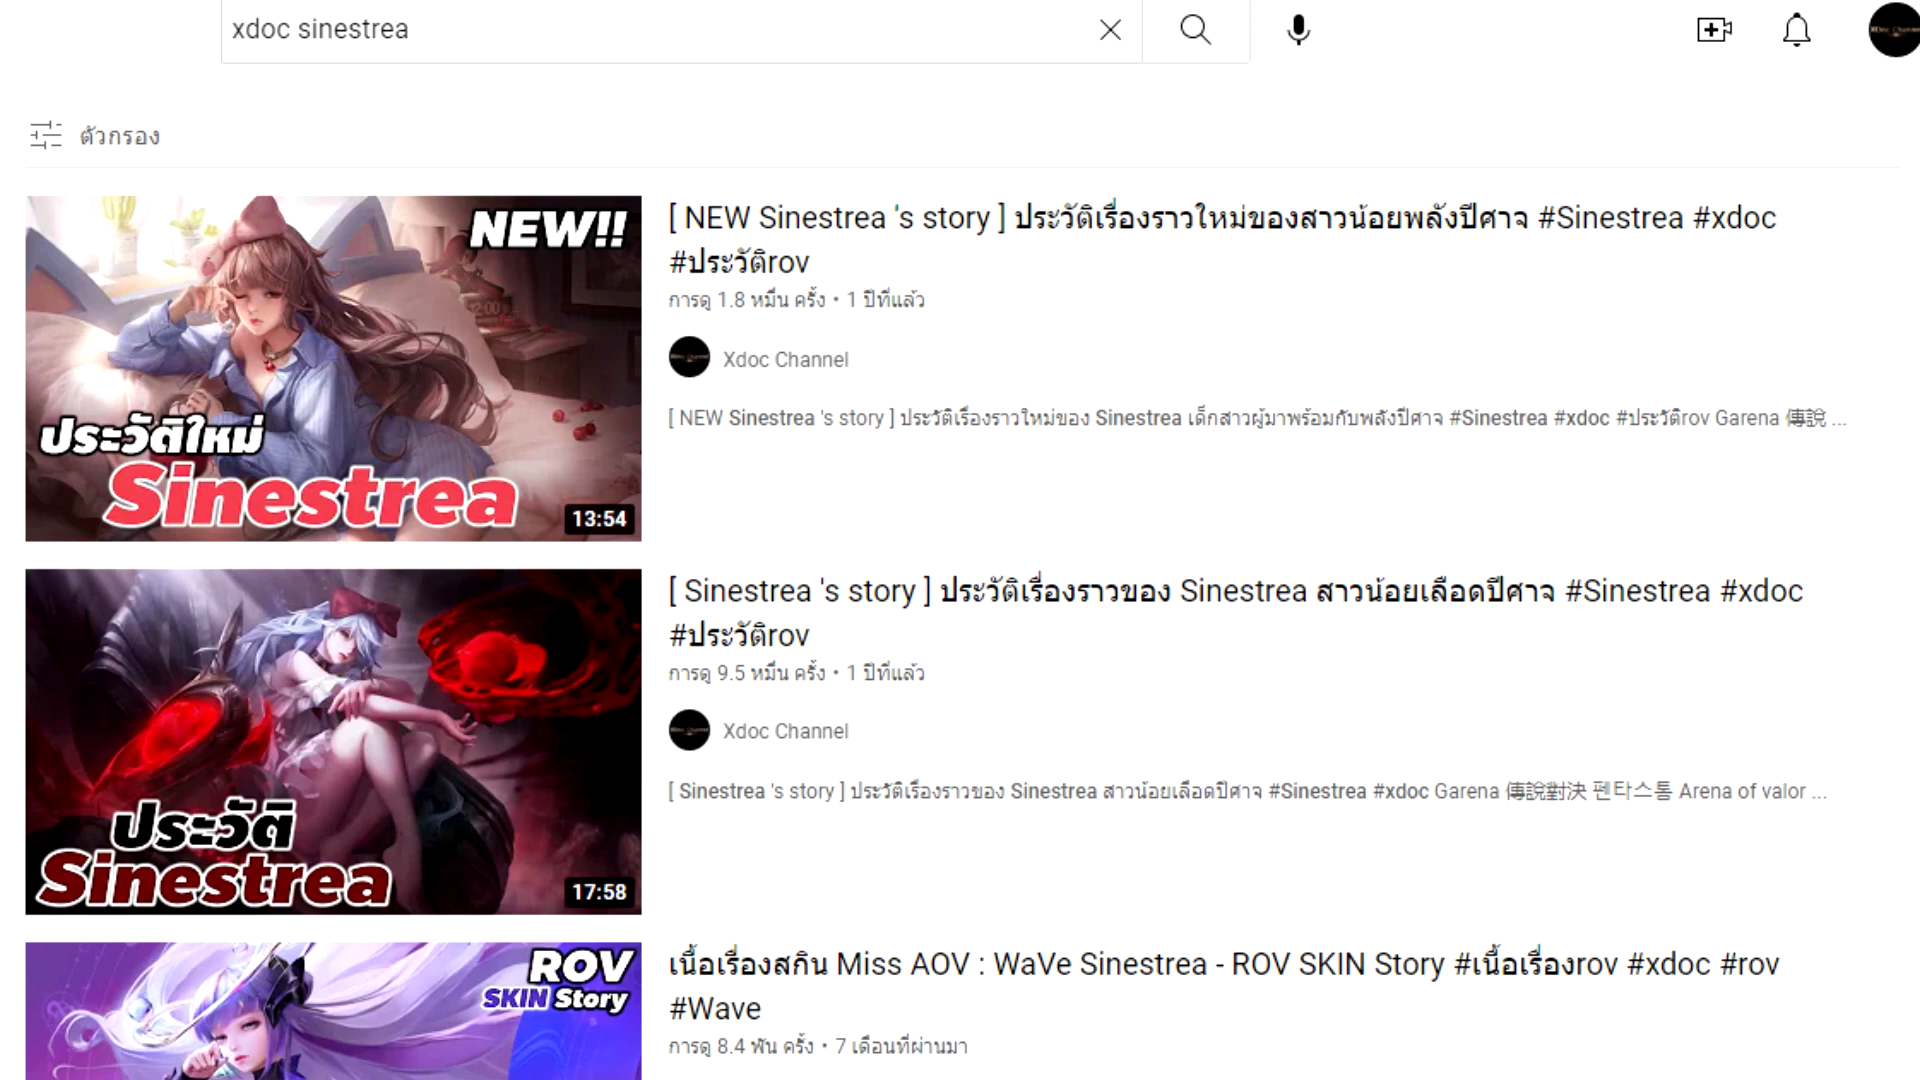 xdoc sinestrea
ตัวกรอง
NEW!!
ประวัติใหม่
Sinestrea
13:54
[ NEW Sinestrea 's story ] ประวัติเรื่องราวใหม่ของสาวน้อยพลังปีศาจ #Sinestrea #xdoc
#ประวัติrov
การดู 1.8 หมื่น ครั้ง • 1 ปีที่แล้ว
Xdoc Channel
[ NEW Sinestrea 's story ] ประวัติเรื่องราวใหม่ของ Sinestrea เด็กสาวผู้มาพร้อมกับพลังปีศาจ #Sinestrea #xdoc #ประวัติrov Garena 傳說 ...
ประวัติ
Sinestrea
17:58
[ Sinestrea 's story ] ประวัติเรื่องราวของ Sinestrea สาวน้อยเลือดปีศาจ #Sinestrea #xdoc
#ประวัติrov
การดู 9.5 หมื่น ครั้ง • 1 ปีที่แล้ว
Xdoc Channel
[ Sinestrea 's story ] ประวัติเรื่องราวของ Sinestrea สาวน้อยเลือดปีศาจ #Sinestrea #xdoc Garena 傳說對決 펜타스톰 Arena of valor ...
ROV
SKIN Story
เนื้อเรื่องสกิน Miss AOV : WaVe Sinestrea - ROV SKIN Story #เนื้อเรื่องrov #xdoc #rov
#Wave
การดู 8.4 พัน ครั้ง • 7 เดือนที่ผ่านมา